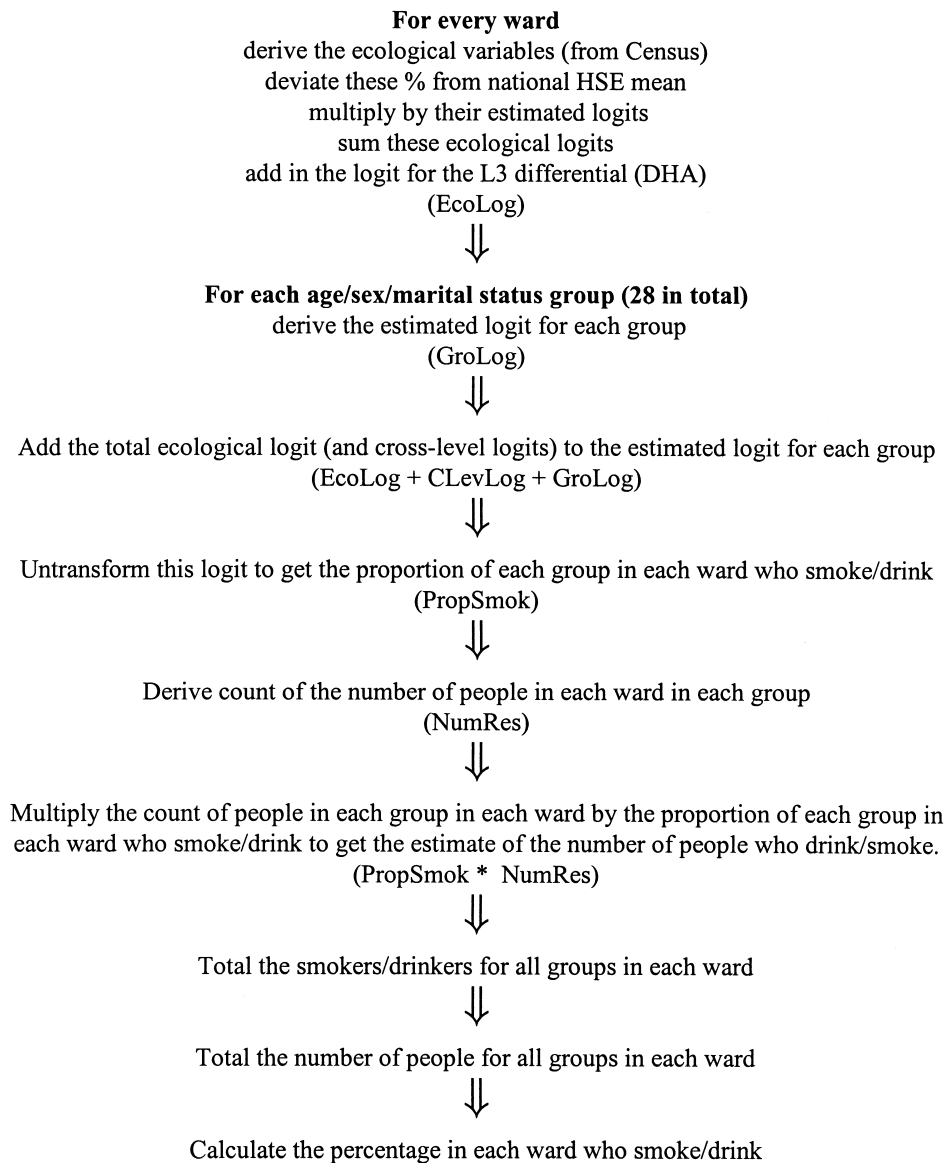 For every ward
derive the ecological variables (from Census)
deviate these % from national HSE mean
multiply by their estimated logits
sum these ecological logits
add in the logit for the L3 differential (DHA)
(EcoLog)
⇓
For each age/sex/marital status group (28 in total)
derive the estimated logit for each group
(GroLog)
⇓
Add the total ecological logit (and cross-level logits) to the estimated logit for each group
(EcoLog + CLevLog + GroLog)
⇓
Untransform this logit to get the proportion of each group in each ward who smoke/drink
(PropSmok)
⇓
Derive count of the number of people in each ward in each group
(NumRes)
⇓
Multiply the count of people in each group in each ward by the proportion of each group in
each ward who smoke/drink to get the estimate of the number of people who drink/smoke.
(PropSmok * NumRes)
⇓
Total the smokers/drinkers for all groups in each ward
⇓
Total the number of people for all groups in each ward
⇓
Calculate the percentage in each ward who smoke/drink